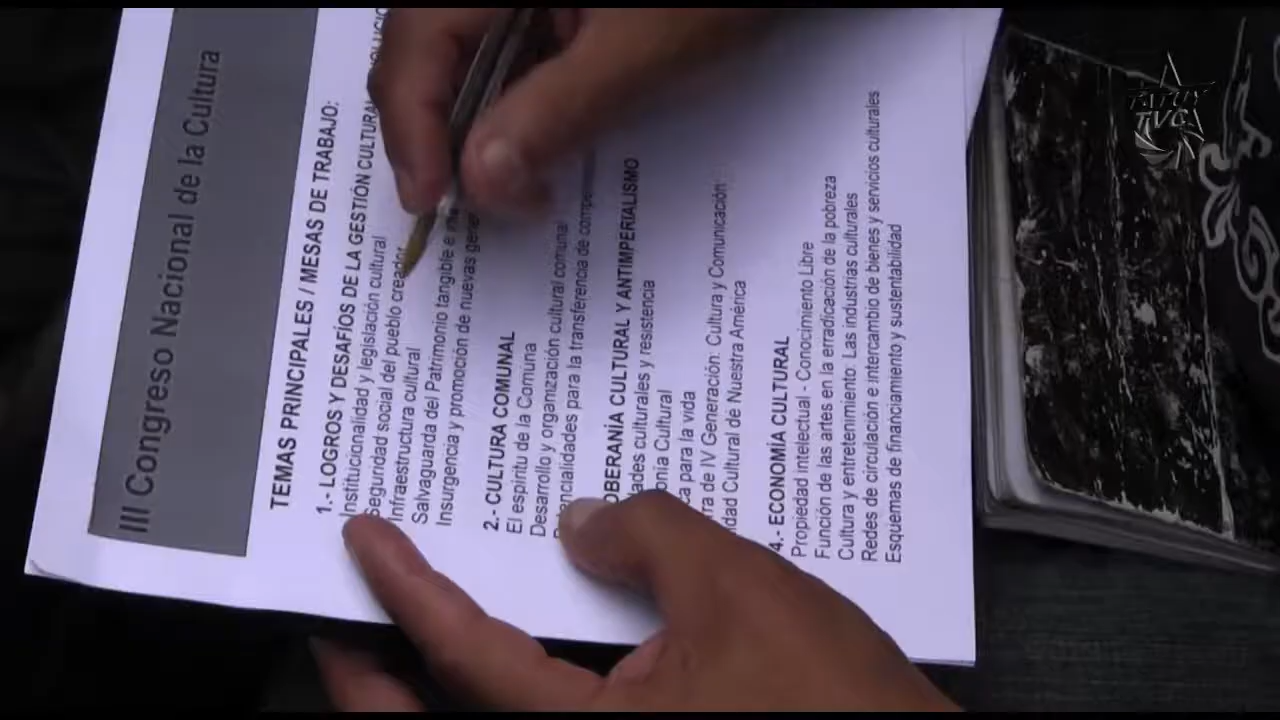 III Congreso Nacional de la Cultura
TEMAS PRINCIPALES / MESAS DE TRABAJO:
1.- LOGROS Y DESAFÍOS DE LA GESTIÓN CULTURAL
Institucionalidad y legislación cultural
Seguridad social del pueblo creador
Infraestructura cultural
Salvaguarda del Patrimonio tangible e
Insurgencia y promoción de nuevas
2.- CULTURA COMUNAL
El espíritu de la Comuna
Desarrollo y organización cultural comunal
para la transferencia de
CULTURAL Y ANTIMPERIALISMO
culturales y resistencia
Cultural
para la vida
de IV Generación: Cultura y Comunicación
Cultural de Nuestra América
4.- ECONOMÍA CULTURAL
Propiedad intelectual - Conocimiento Libre
Función de las artes en la erradicación de la pobreza
Cultura y entretenimiento: Las industrias culturales
Redes de circulación e intercambio de bienes y servicios culturales
Esquemas de financiamiento y sustentabilidad
TATUY
TVC